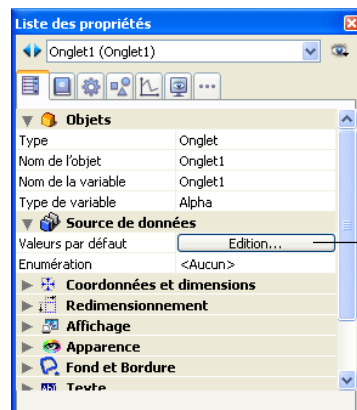 Liste des propriétés
Onglet1 (Onglet1)
Objets
Type Onglet
Nom de l'objet Onglet1
Nom de la variable Onglet1
Type de variable Alpha
Source de données
Valeurs par défaut Edition...
Enumération <Aucun>
Coordonnées et dimensions
Redimensionnement
Affichage
Apparence
Fond et Bordure
Texte